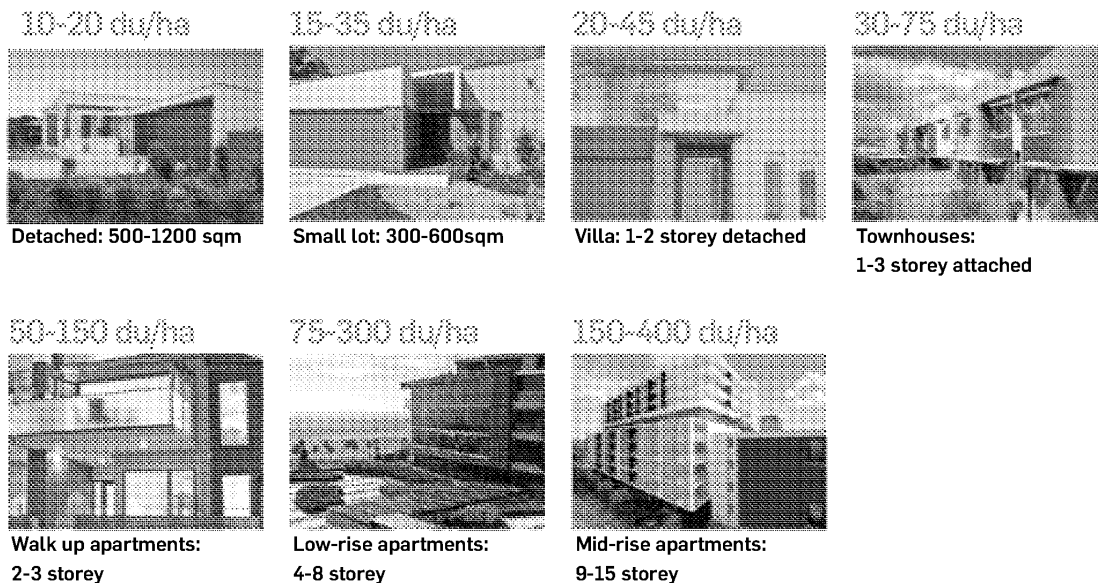 10-20 du/ha
15-35 du/ha
20-45 du/ha
30-75 du/ha
Detached: 500-1200 sqm
Small lot: 300-600sqm
Villa: 1-2 storey detached
Townhouses:
1-3 storey attached
50-150 du/ha
75-300 du/ha
150-400 du/ha
Walk up apartments:
2-3 storey
Low-rise apartments:
4-8 storey
Mid-rise apartments:
9-15 storey